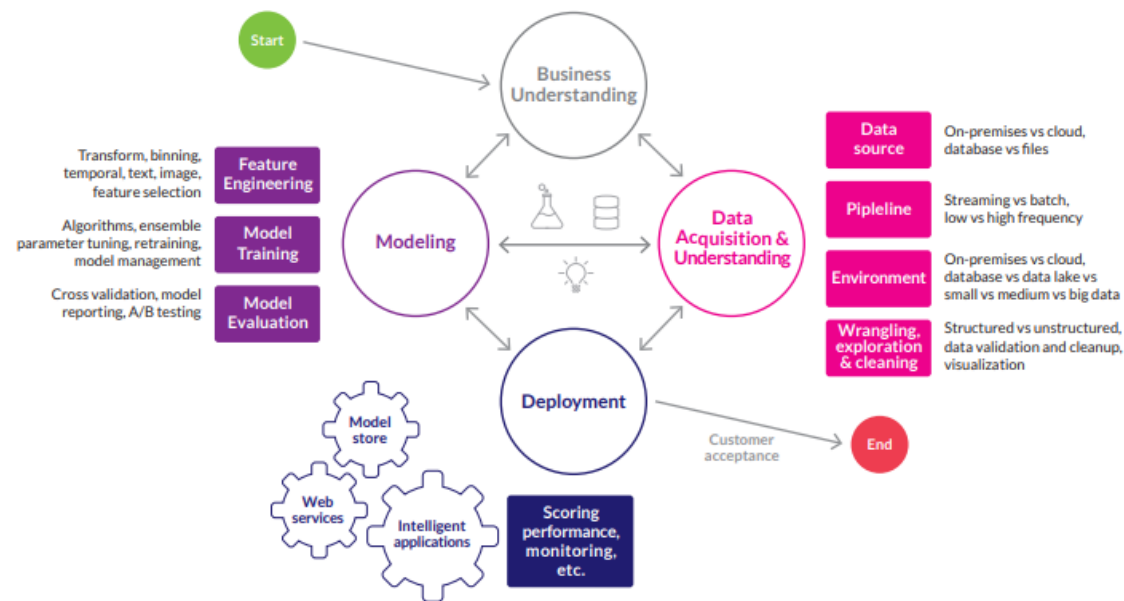 Start
Business
Understanding
Transform, binning,
temporal, text, image,
feature selection
Feature
Engineering
Algorithms, ensemble
parameter tuning, retraining,
model management
Model
Training
Cross validation, model
reporting, A/B testing
Model
Evaluation
Modeling
Data
Acquisition &
Understanding
Data
source
On-premises vs cloud,
database vs files
Pipleline
Streaming vs batch,
low vs high frequency
Environment
On-premises vs cloud,
database vs data lake vs
small vs medium vs big data
Wrangling,
exploration
& cleaning
Structured vs unstructured,
data validation and cleanup,
visualization
Deployment
Customer
acceptance
End
Model
store
Web
services
Intelligent
applications
Scoring
performance,
monitoring,
etc.